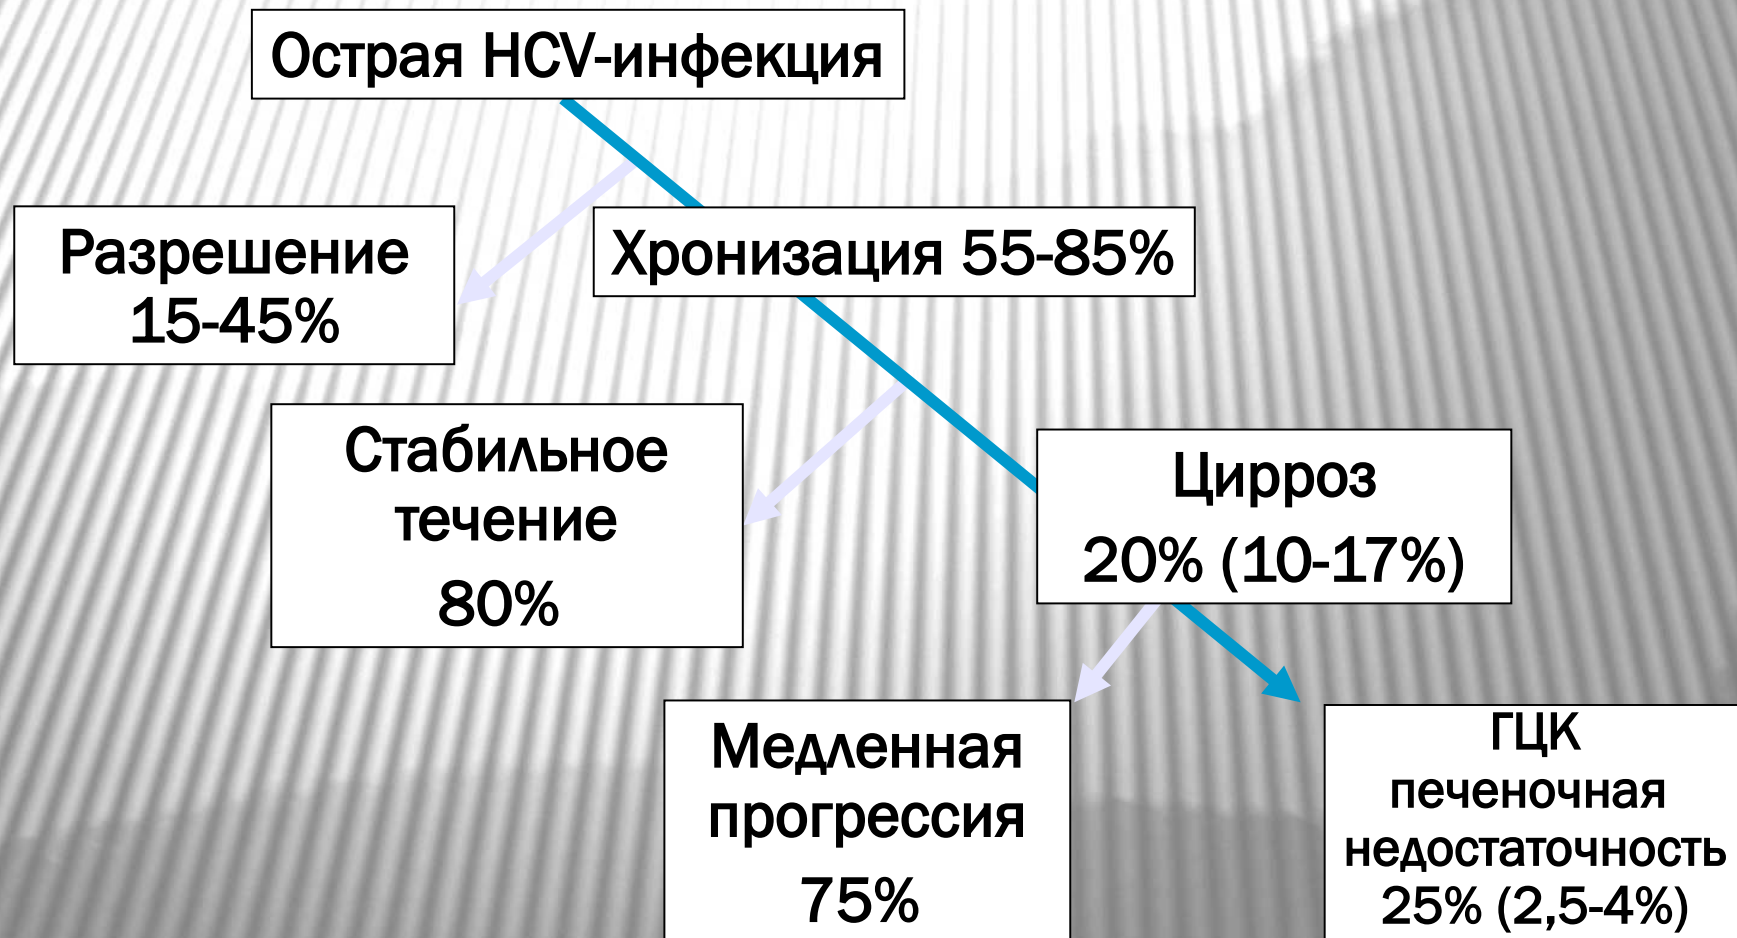 Острая HCV-инфекция
Разрешение
15-45%
Хронизация 55-85%
Стабильное
течение
80%
Цирроз
20% (10-17%)
Медленная
прогрессия
75%
ГЦК
печеночная
недостаточность
25% (2,5-4%)